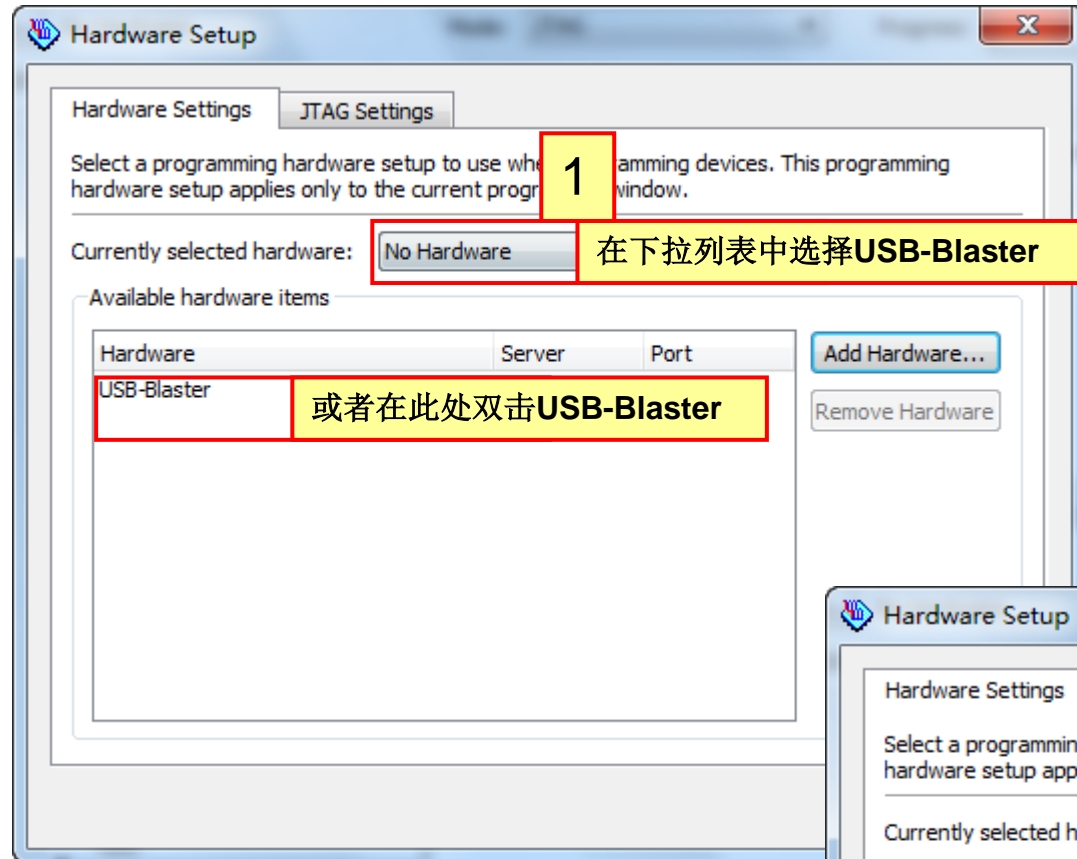 Hardware Setup
Hardware Settings
JTAG Settings
Select a programming hardware setup to use whe amming devices. This programming
hardware setup applies only to the current progr window.
1
Currently selected hardware:
No Hardware
在下拉列表中选择USB-Blaster
Available hardware items
Hardware Server Port
Add Hardware...
USB-Blaster
或者在此处双击USB-Blaster
Remove Hardware
Hardware Setup
Hardware Settings
Select a programmin
hardware setup app
Currently selected h